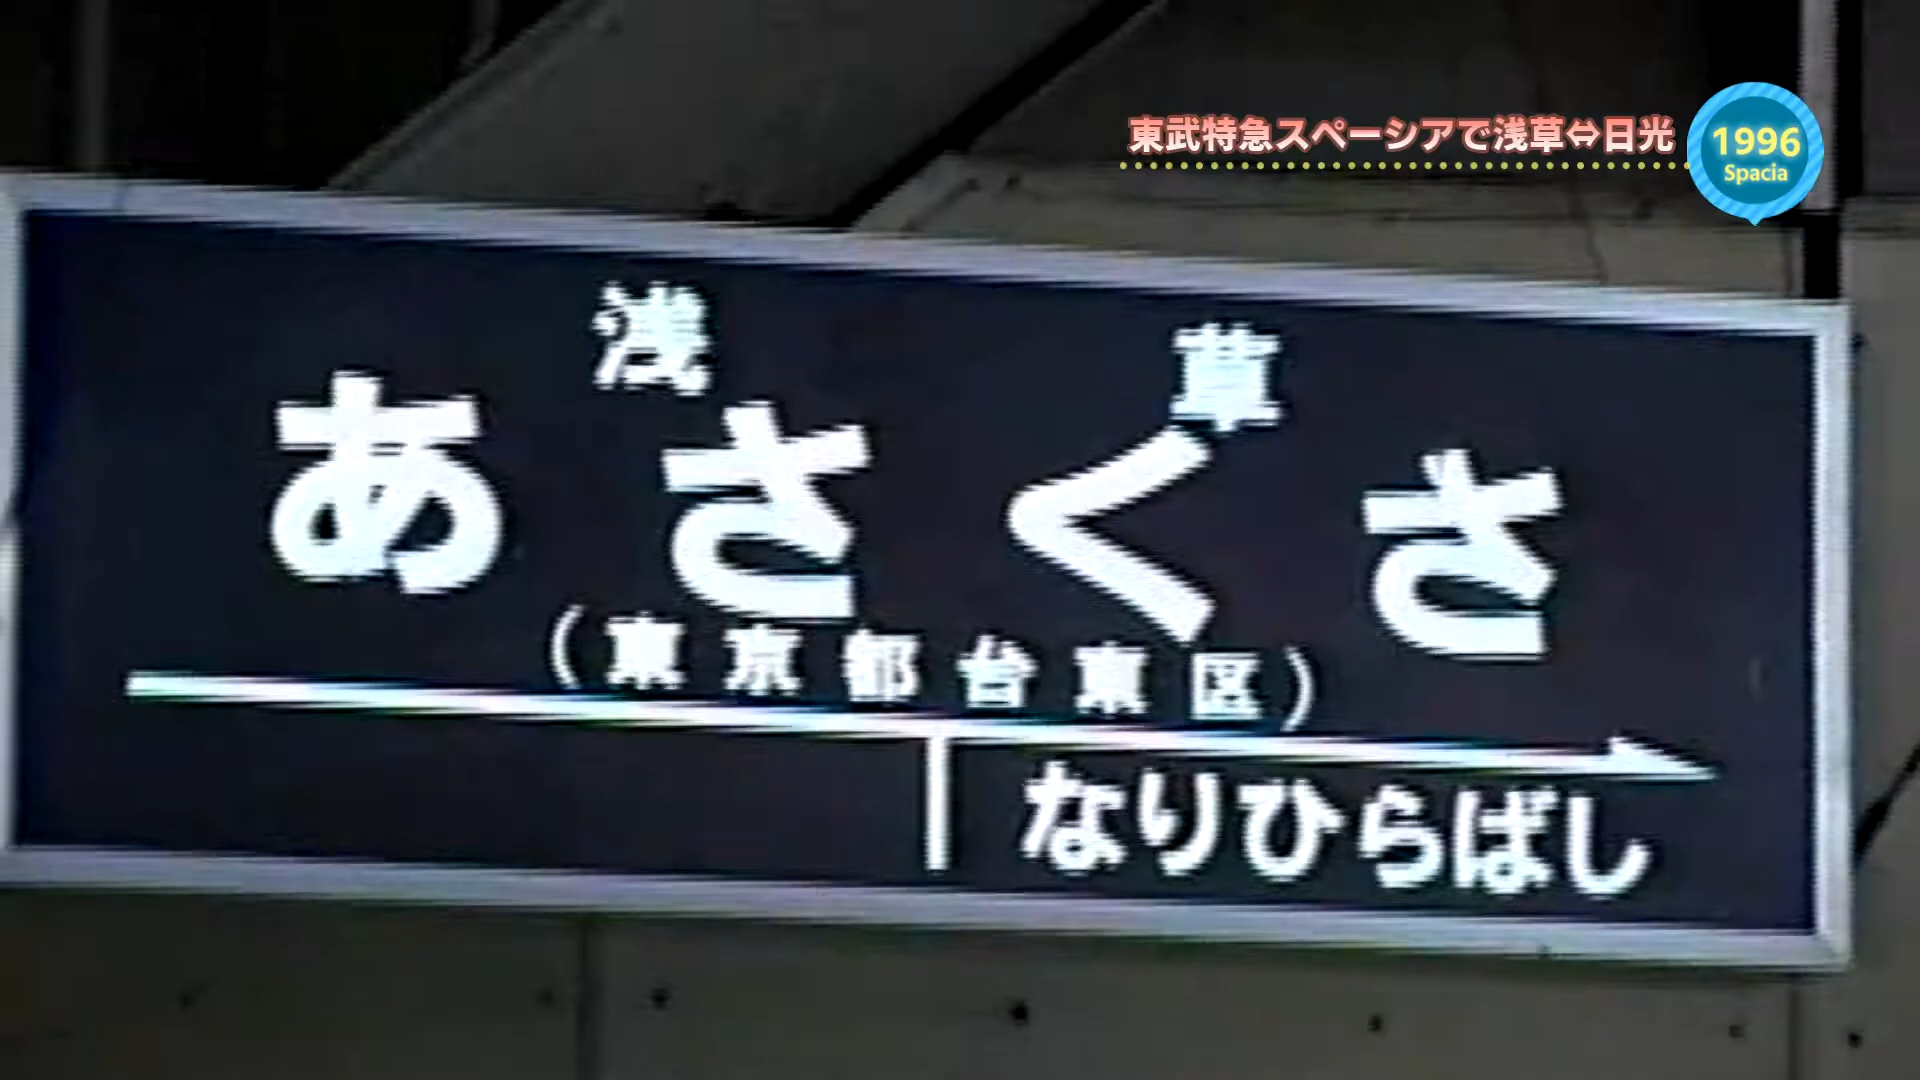 東武特急スペーシアで浅草⇔日光
1996
Spacia
浅草
あさくさ
(東京都台東区)
なりひらばし